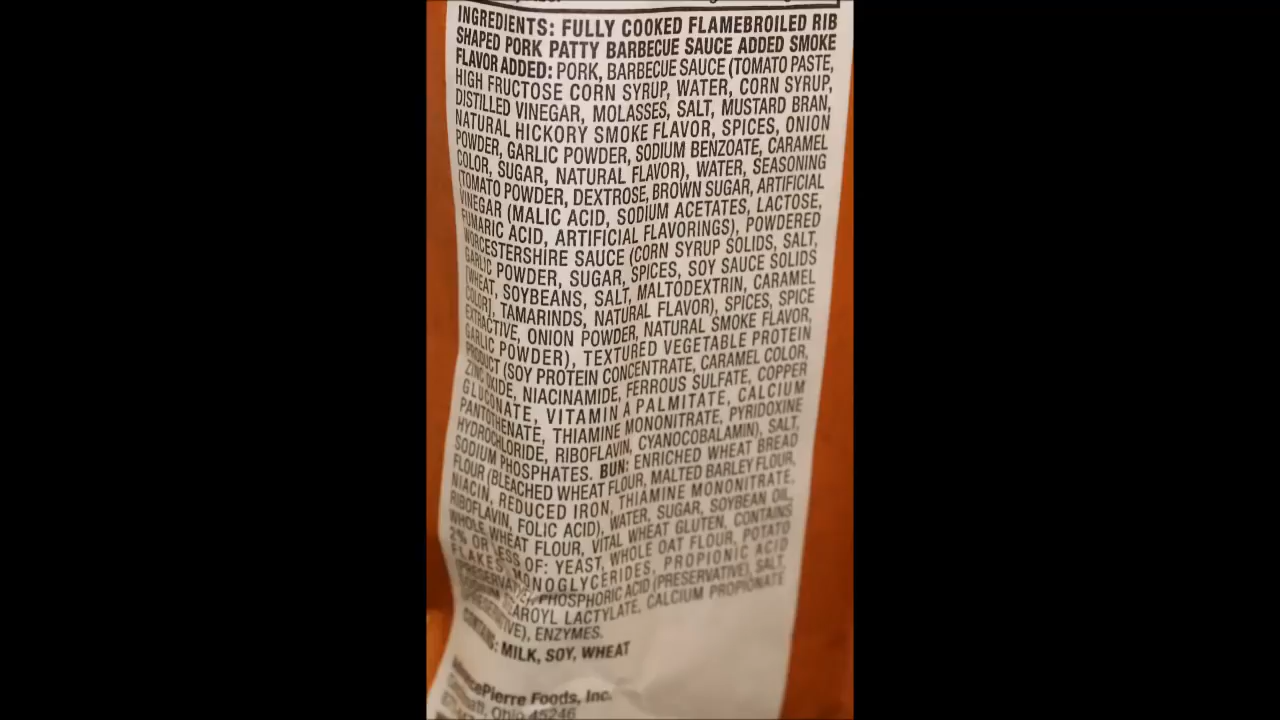 INGREDIENTS: FULLY COOKED FLAMEBROILED RIB
SHAPED PORK PATTY BARBECUE SAUCE ADDED SMOKE
FLAVOR ADDED: PORK, BARBECUE SAUCE (TOMATO PASTE,
HIGH FRUCTOSE CORN SYRUP, WATER, CORN SYRUP,
DISTILLED VINEGAR, MOLASSES, SALT, MUSTARD BRAN,
NATURAL HICKORY SMOKE FLAVOR, SPICES, ONION
POWDER, GARLIC POWDER, SODIUM BENZOATE, CARAMEL
COLOR, SUGAR, NATURAL FLAVOR), WATER, SEASONING
(TOMATO POWDER, DEXTROSE, BROWN SUGAR, ARTIFICIAL
VINEGAR (MALIC ACID, SODIUM ACETATES, LACTOSE,
FUMARIC ACID, ARTIFICIAL FLAVORINGS), POWDERED
WORCESTERSHIRE SAUCE (CORN SYRUP SOLIDS, SALT,
GARLIC POWDER, SUGAR, SPICES, SOY SAUCE SOLIDS
[WHEAT, SOYBEANS, SALT, MALTODEXTRIN, CARAMEL
COLOR], TAMARINDS, NATURAL FLAVOR), SPICES, SPICE
EXTRACTIVE, ONION POWDER, NATURAL SMOKE FLAVOR,
GARLIC POWDER), TEXTURED VEGETABLE PROTEIN
PRODUCT (SOY PROTEIN CONCENTRATE, CARAMEL COLOR,
ZINC OXIDE, NIACINAMIDE, FERROUS SULFATE, COPPER
GLUCONATE, VITAMIN A PALMITATE, CALCIUM
PANTOTHENATE, THIAMINE MONONITRATE, PYRIDOXINE
HYDROCHLORIDE, RIBOFLAVIN, CYANOCOBALAMIN), SALT,
SODIUM PHOSPHATES. BUN: ENRICHED WHEAT BREAD
FLOUR (BLEACHED WHEAT FLOUR, MALTED BARLEY FLOUR,
NIACIN, REDUCED IRON, THIAMINE MONONITRATE,
RIBOFLAVIN, FOLIC ACID), WATER, SUGAR, SOYBEAN OIL,
WHOLE WHEAT FLOUR, VITAL WHEAT GLUTEN, CONTAINS
2% OR LESS OF: YEAST, WHOLE OAT FLOUR, POTATO
FLAKES, MONOGLYCERIDES, PROPIONIC ACID
PHOSPHORIC ACID (PRESERVATIVE), SALT,
LACTYLATE, CALCIUM PROPIONATE
ENZYMES.
CONTAINS: MILK, SOY, WHEAT
Pierre Foods, Inc.
Ohio 45246